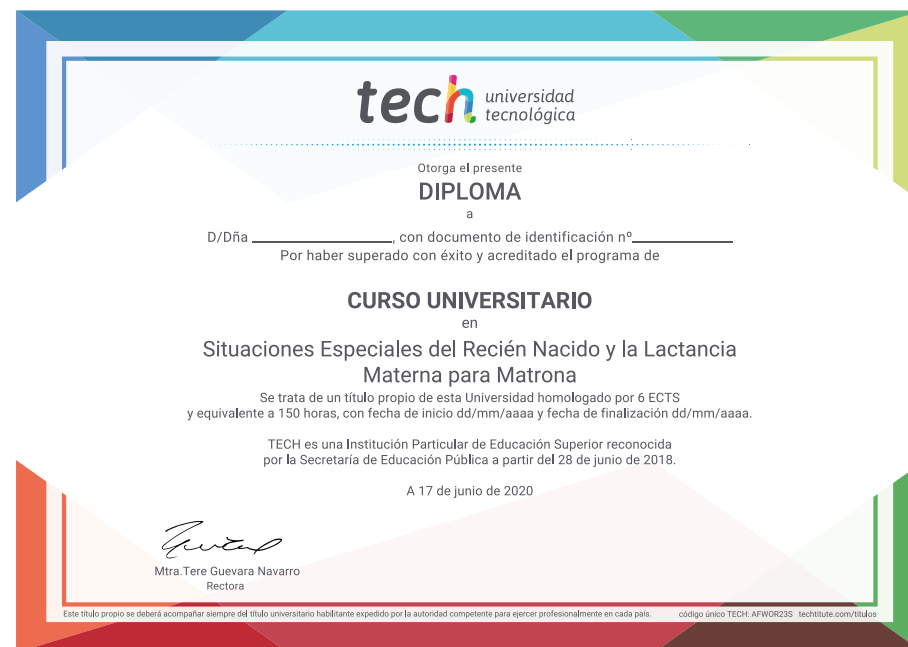 tech universidad
tecnológica
Otorga el presente
DIPLOMA
a
D/Dña ____________________, con documento de identificación nº______________
Por haber superado con éxito y acreditado el programa de
CURSO UNIVERSITARIO
en
Situaciones Especiales del Recién Nacido y la Lactancia
Materna para Matrona
Se trata de un título propio de esta Universidad homologado por 6 ECTS
y equivalente a 150 horas, con fecha de inicio dd/mm/aaaa y fecha de finalización dd/mm/aaaa.
TECH es una Institución Particular de Educación Superior reconocida
por la Secretaría de Educación Pública a partir del 28 de junio de 2018.
A 17 de junio de 2020
Mtra.Tere Guevara Navarro
Rectora
Este título propio se deberá acompañar siempre del título universitario habilitante expedido por la autoridad competente para ejercer profesionalmente en cada país. código único TECH: AFWOR23S techtitute.com/titulos